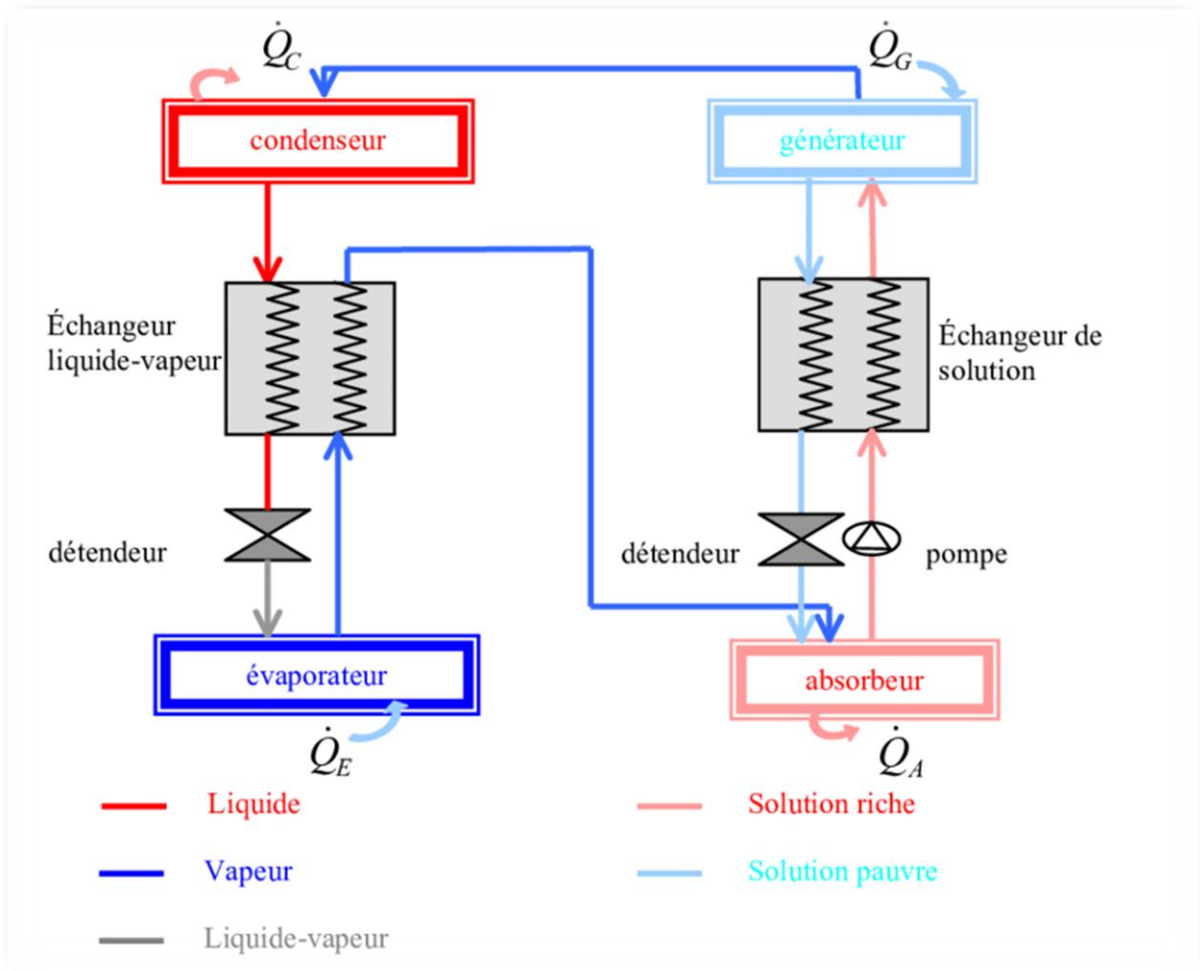 Q̇C
Q̇G
condenseur
générateur
Échangeur
liquide-vapeur
Échangeur de
solution
détendeur
détendeur
pompe
évaporateur
absorbeur
Q̇E
Q̇A
Liquide
Solution riche
Vapeur
Solution pauvre
Liquide-vapeur